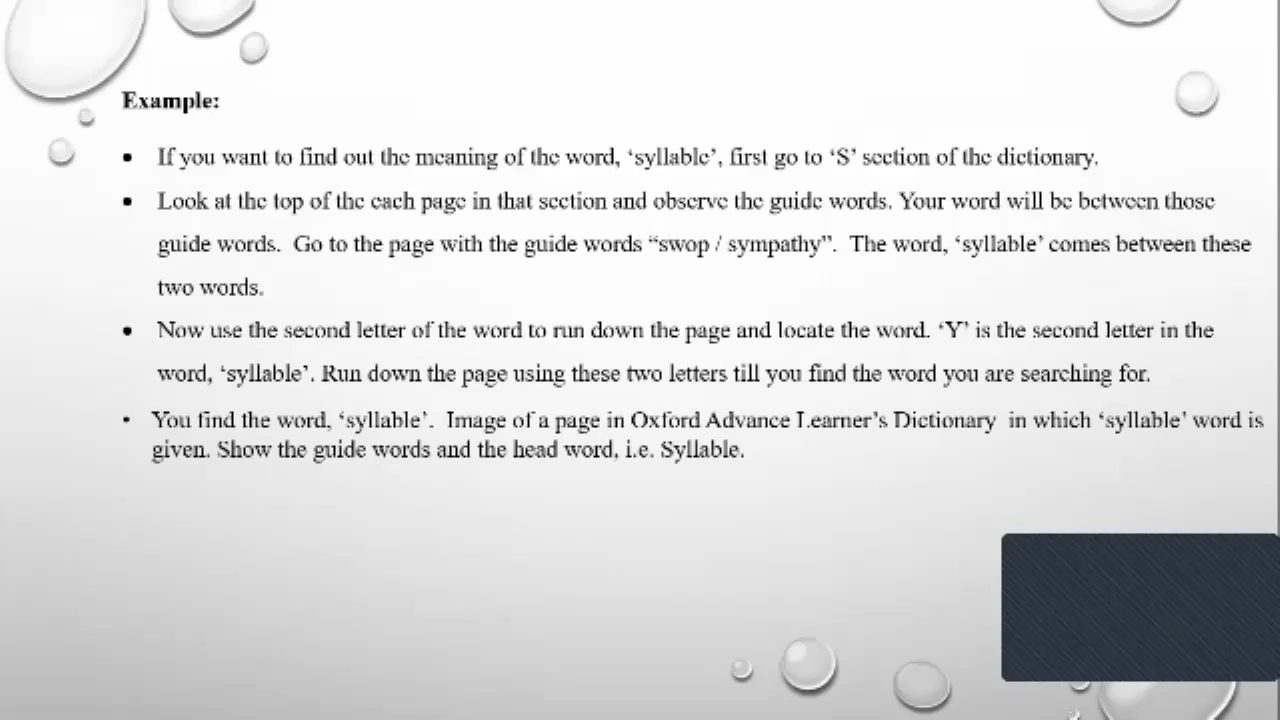 Example:
• If you want to find out the meaning of the word, ‘syllable’, first go to ‘S’ section of the dictionary.
• Look at the top of the each page in that section and observe the guide words. Your word will be between those
guide words. Go to the page with the guide words “swop / sympathy”. The word, ‘syllable’ comes between these
two words.
• Now use the second letter of the word to run down the page and locate the word. ‘Y’ is the second letter in the
word, ‘syllable’. Run down the page using these two letters till you find the word you are searching for.
• You find the word, ‘syllable’. Image of a page in Oxford Advance Learner’s Dictionary in which ‘syllable’ word is
given. Show the guide words and the head word, i.e. Syllable.